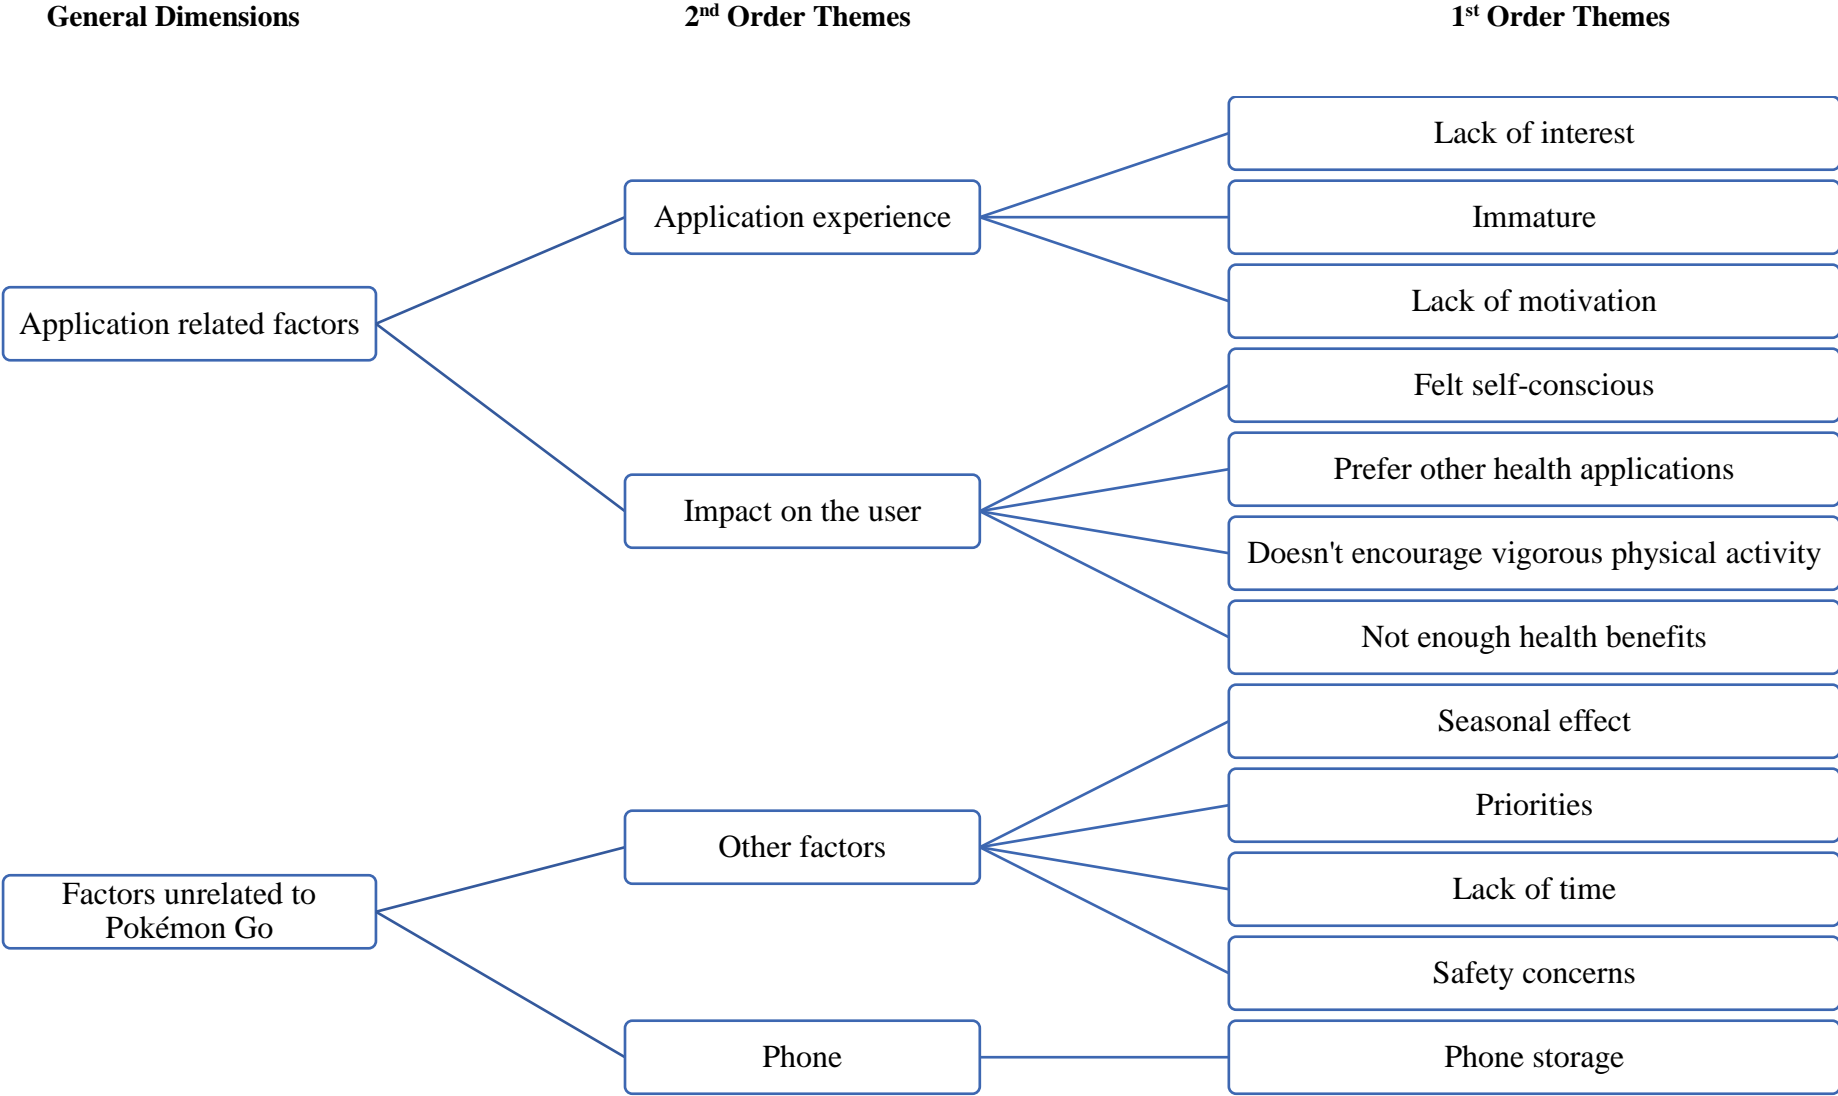 General Dimensions
2nd Order Themes
1st Order Themes
Lack of interest
Application experience
Immature
Lack of motivation
Application related factors
Felt self-conscious
Prefer other health applications
Impact on the user
Doesn't encourage vigorous physical activity
Not enough health benefits
Seasonal effect
Priorities
Other factors
Lack of time
Factors unrelated to
Pokémon Go
Safety concerns
Phone
Phone storage